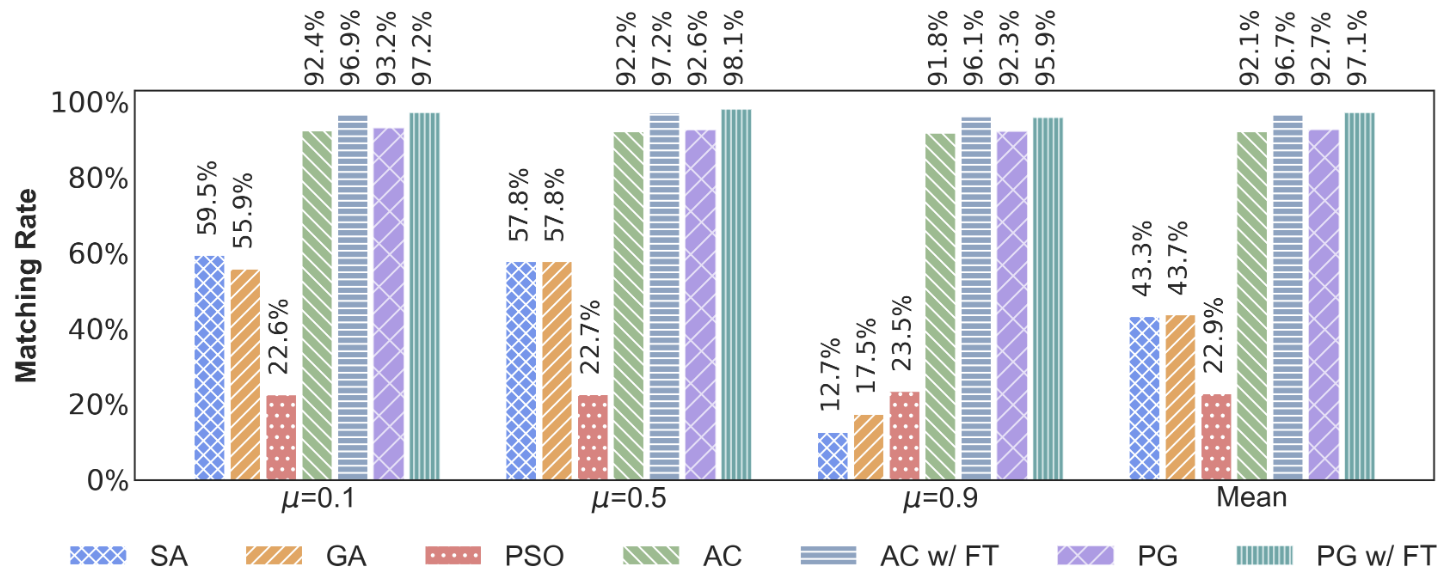 92.4% 96.9% 93.2% 97.2% 92.2% 97.2% 92.6% 98.1% 91.8% 96.1% 92.3% 95.9% 92.1% 96.7% 92.7% 97.1%
100%
80%
60%
40%
20%
0%
Matching Rate
59.5% 55.9% 22.6% 57.8% 57.8% 22.7% 12.7% 17.5% 23.5% 43.3% 43.7% 22.9%
μ=0.1 μ=0.5 μ=0.9 Mean
SA GA PSO AC AC w/ FT PG PG w/ FT